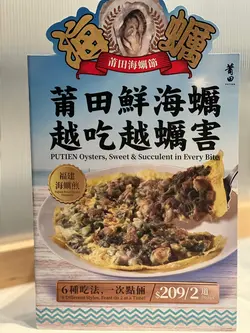 海蠣
莆田海蠣節
莆田
莆田鮮海蠣
越吃越蠣害
PUTIEN Oysters, Sweet & Succulent in Every Bite
福建
海蠣煎
6種吃法，一次點倆
$209/2道